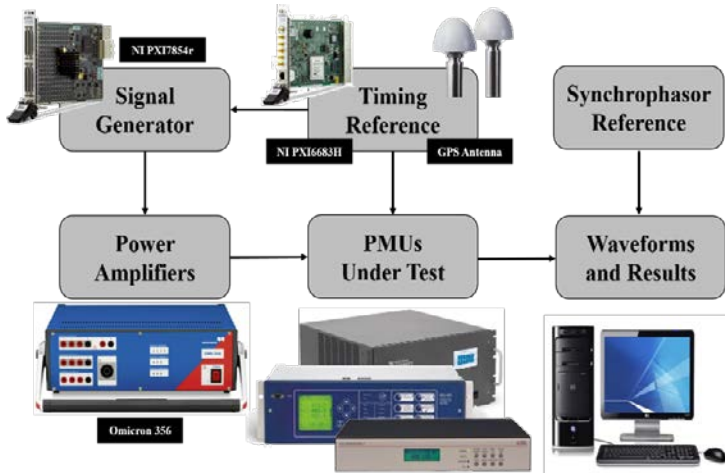 NI PXI7854r
Signal
Generator
Timing
Reference
NI PXI6683H
GPS Antenna
Synchrophasor
Reference
Power
Amplifiers
PMUs
Under Test
Waveforms
and Results
Omicron 356